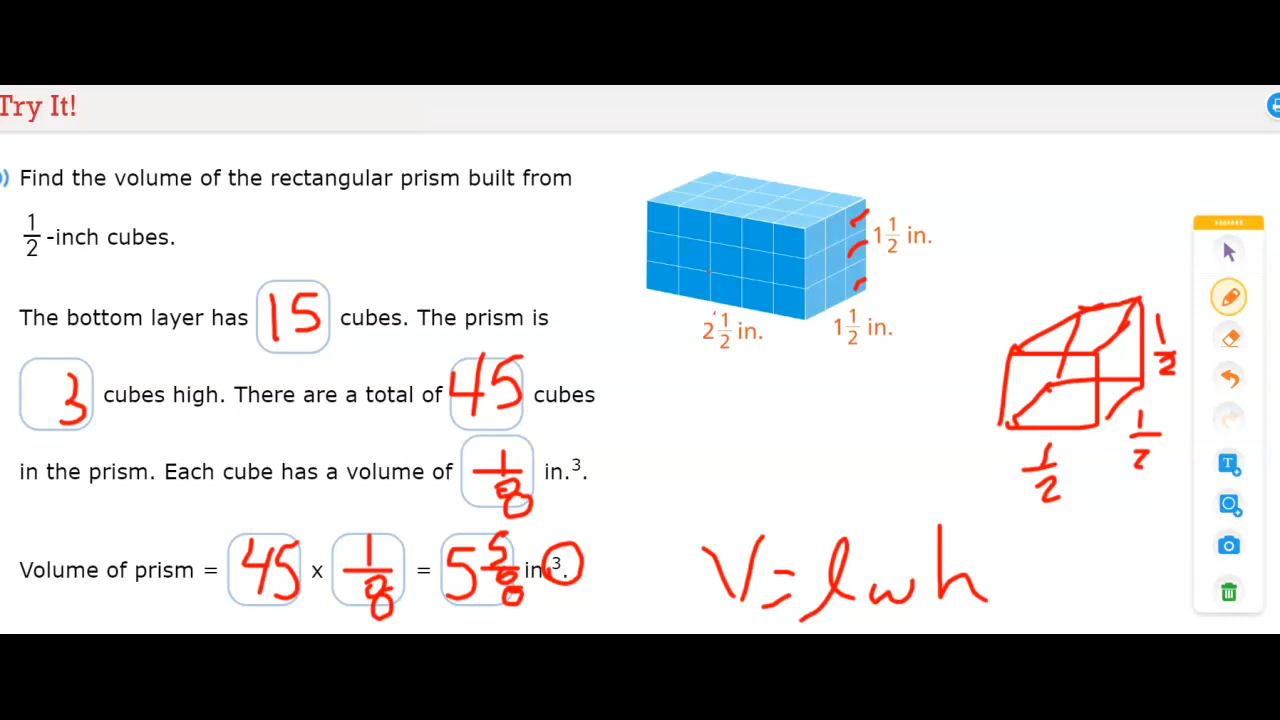 Try It!
Find the volume of the rectangular prism built from
1/2 -inch cubes.
The bottom layer has 15 cubes. The prism is
3 cubes high. There are a total of 45 cubes
in the prism. Each cube has a volume of 1/8 in.³.
Volume of prism = 45 x 1/8 = 5 5/8 in.³.
1 1/2 in.
2 1/2 in.
1 1/2 in.
1/2
1/2
1/2
V = l w h
T